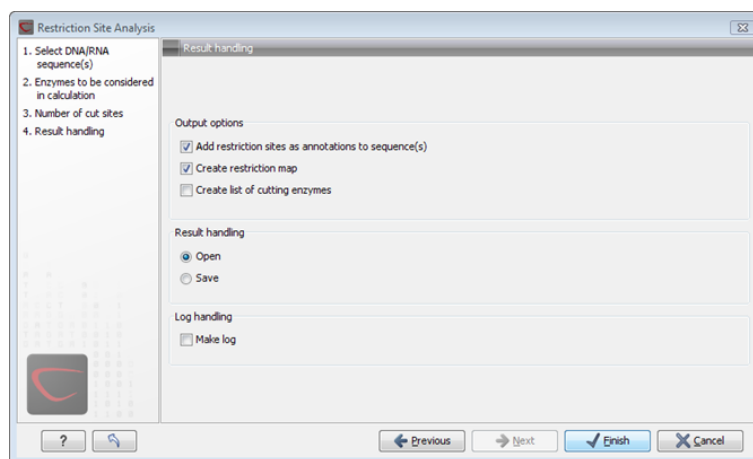 Restriction Site Analysis
1. Select DNA/RNA
sequence(s)
2. Enzymes to be considered
in calculation
3. Number of cut sites
4. Result handling
Result handling
Output options
Add restriction sites as annotations to sequence(s)
Create restriction map
Create list of cutting enzymes
Result handling
Open
Save
Log handling
Make log
?
Previous
Next
Finish
Cancel